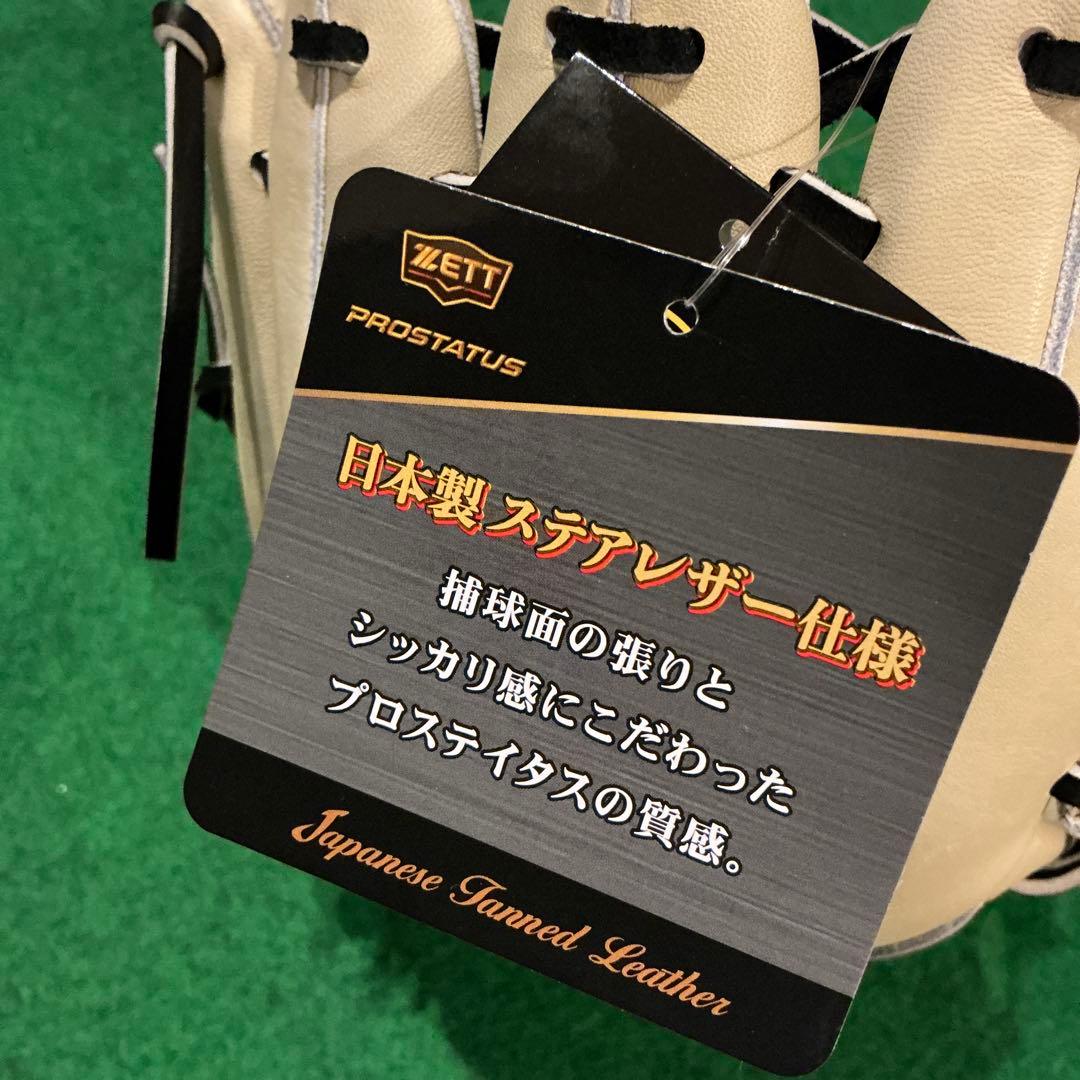 ZETT
PROSTATUS
日本製 ステアレザー仕様
捕球面の張りと
シッカリ感にこだわった
プロステイタスの質感。
Japanese Tanned Leather